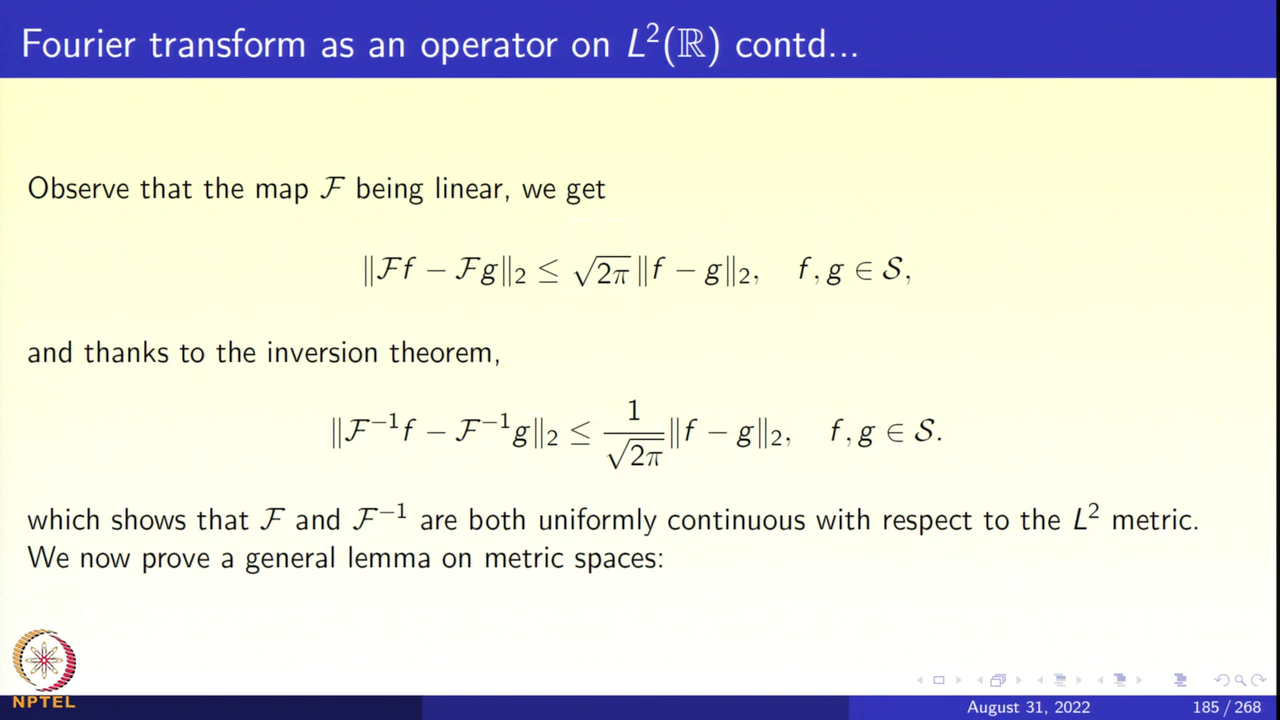 Fourier transform as an operator on L²(ℝ) contd...
Observe that the map ℱ being linear, we get
‖ℱf − ℱg‖₂ ≤ √2π ‖f − g‖₂, f, g ∈ 𝒮,
and thanks to the inversion theorem,
‖ℱ⁻¹f − ℱ⁻¹g‖₂ ≤ 1/√2π ‖f − g‖₂, f, g ∈ 𝒮.
which shows that ℱ and ℱ⁻¹ are both uniformly continuous with respect to the L² metric.
We now prove a general lemma on metric spaces:
NPTEL
August 31, 2022 185 / 268